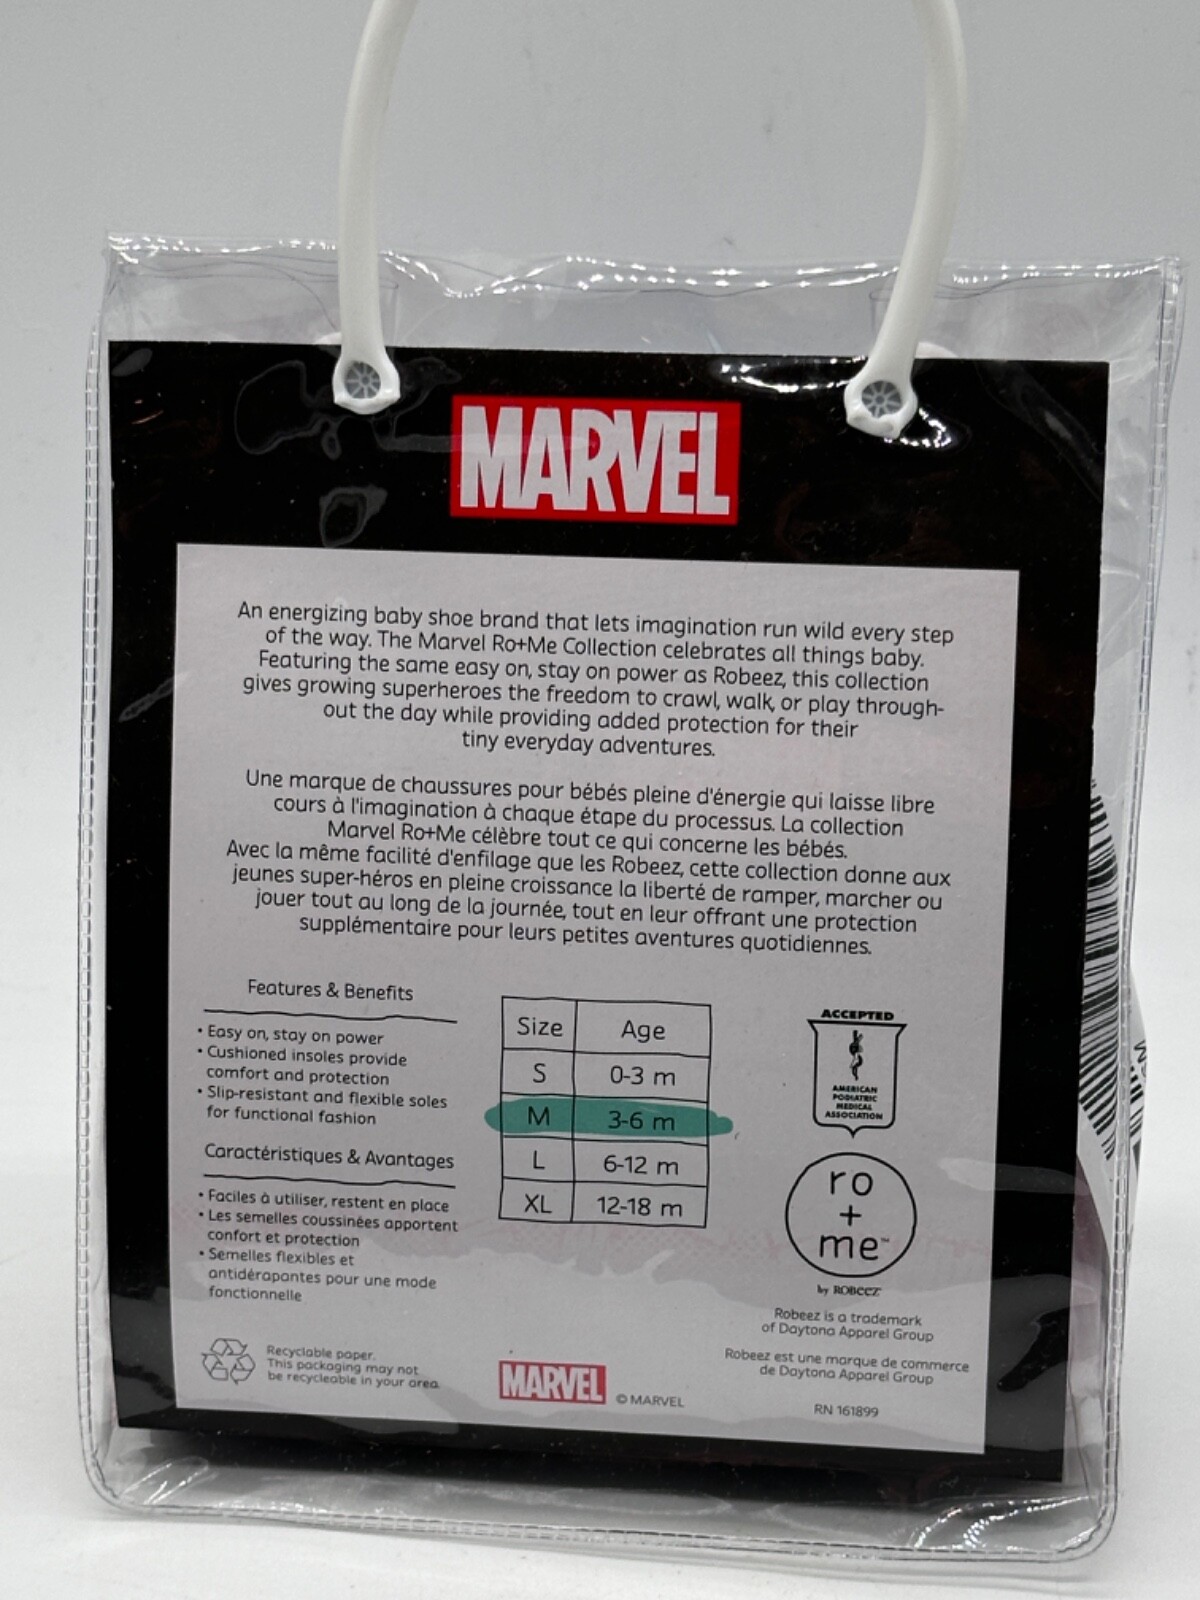 MARVEL
An energizing baby shoe brand that lets imagination run wild every step
of the way. The Marvel Ro+Me Collection celebrates all things baby.
Featuring the same easy on, stay on power as Robeez, this collection
gives growing superheroes the freedom to crawl, walk, or play through-
out the day while providing added protection for their
tiny everyday adventures.
Une marque de chaussures pour bébés pleine d'énergie qui laisse libre
cours à l'imagination à chaque étape du processus. La collection
Marvel Ro+Me célèbre tout ce qui concerne les bébés.
Avec la même facilité d'enfilage que les Robeez, cette collection donne aux
jeunes super-héros en pleine croissance la liberté de ramper, marcher ou
jouer tout au long de la journée, tout en leur offrant une protection
supplémentaire pour leurs petites aventures quotidiennes.
Features & Benefits
• Easy on, stay on power
• Cushioned insoles provide
comfort and protection
• Slip-resistant and flexible soles
for functional fashion
Caractéristiques & Avantages
• Faciles à utiliser, restent en place
• Les semelles coussinées apportent
confort et protection
• Semelles flexibles et
antidérapantes pour une mode
fonctionnelle
Size Age
S 0-3 m
M 3-6 m
L 6-12 m
XL 12-18 m
ACCEPTED
AMERICAN
PODIATRIC
MEDICAL
ASSOCIATION
ro
+
me™
by ROBEEZ
Robeez is a trademark
of Daytona Apparel Group
Robeez est une marque de commerce
de Daytona Apparel Group
RN 161899
Recyclable paper.
This packaging may not
be recycleable in your area.
MARVEL © MARVEL